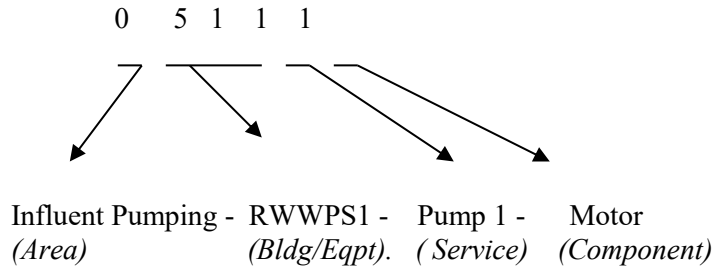 0 5 1 1 1
Influent Pumping - RWWPS1 - Pump 1 - Motor
(Area) (Bldg/Eqpt). ( Service) (Component)